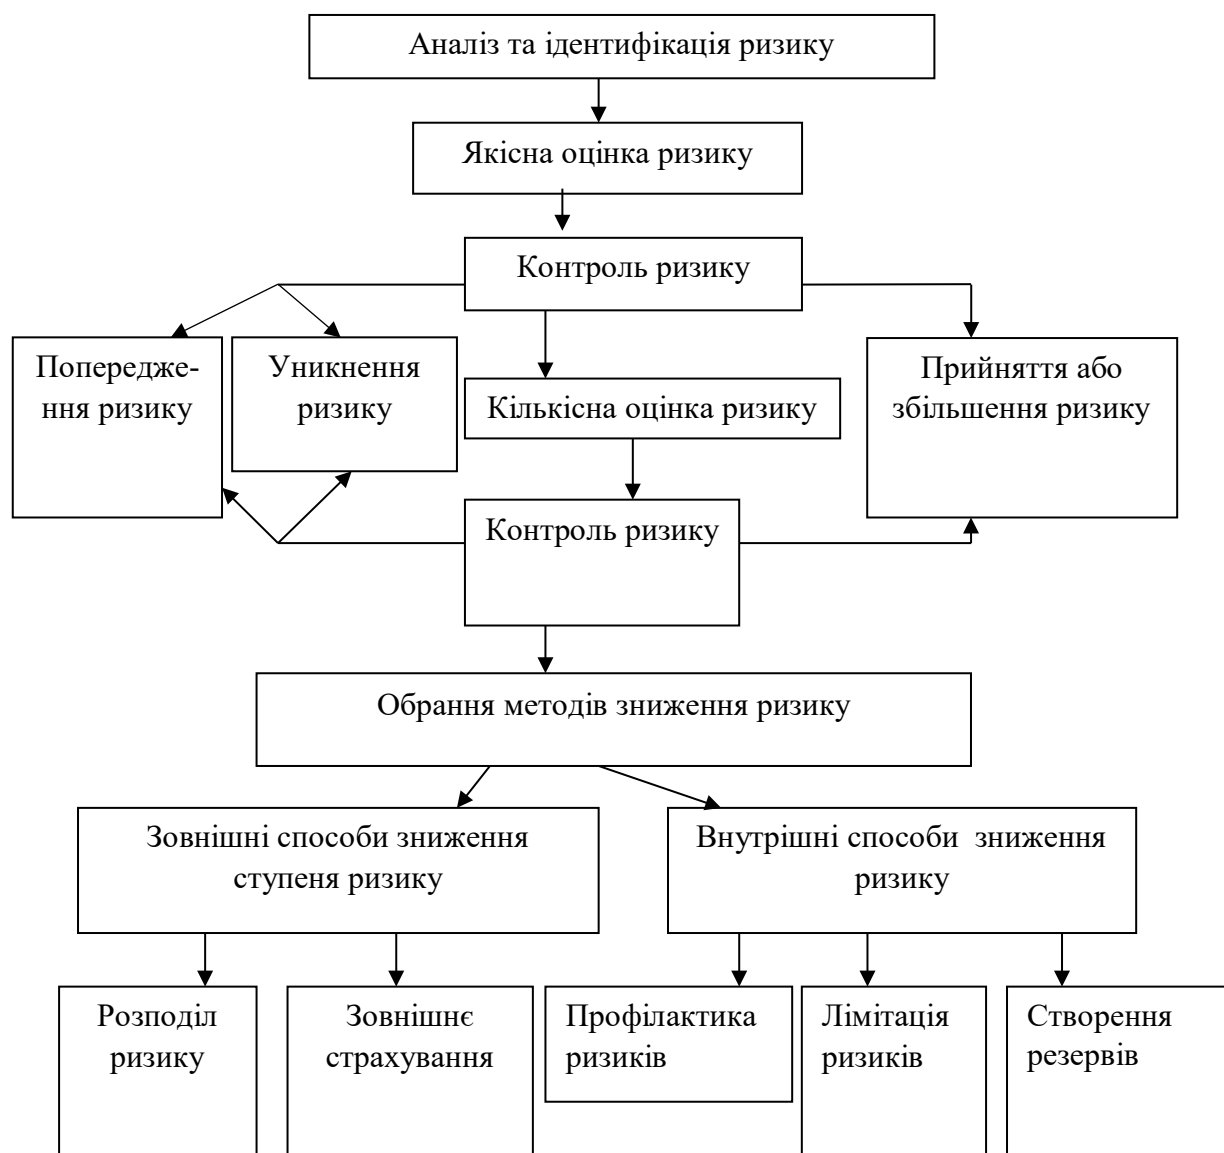 Аналіз та ідентифікація ризику
Якісна оцінка ризику
Контроль ризику
Попередже-
ння ризику
Уникнення
ризику
Кількісна оцінка ризику
Прийняття або
збільшення ризику
Контроль ризику
Обрання методів зниження ризику
Зовнішні способи зниження
ступеня ризику
Внутрішні способи  зниження
ризику
Розподіл
ризику
Зовнішнє
страхування
Профілактика
ризиків
Лімітація
ризиків
Створення
резервів